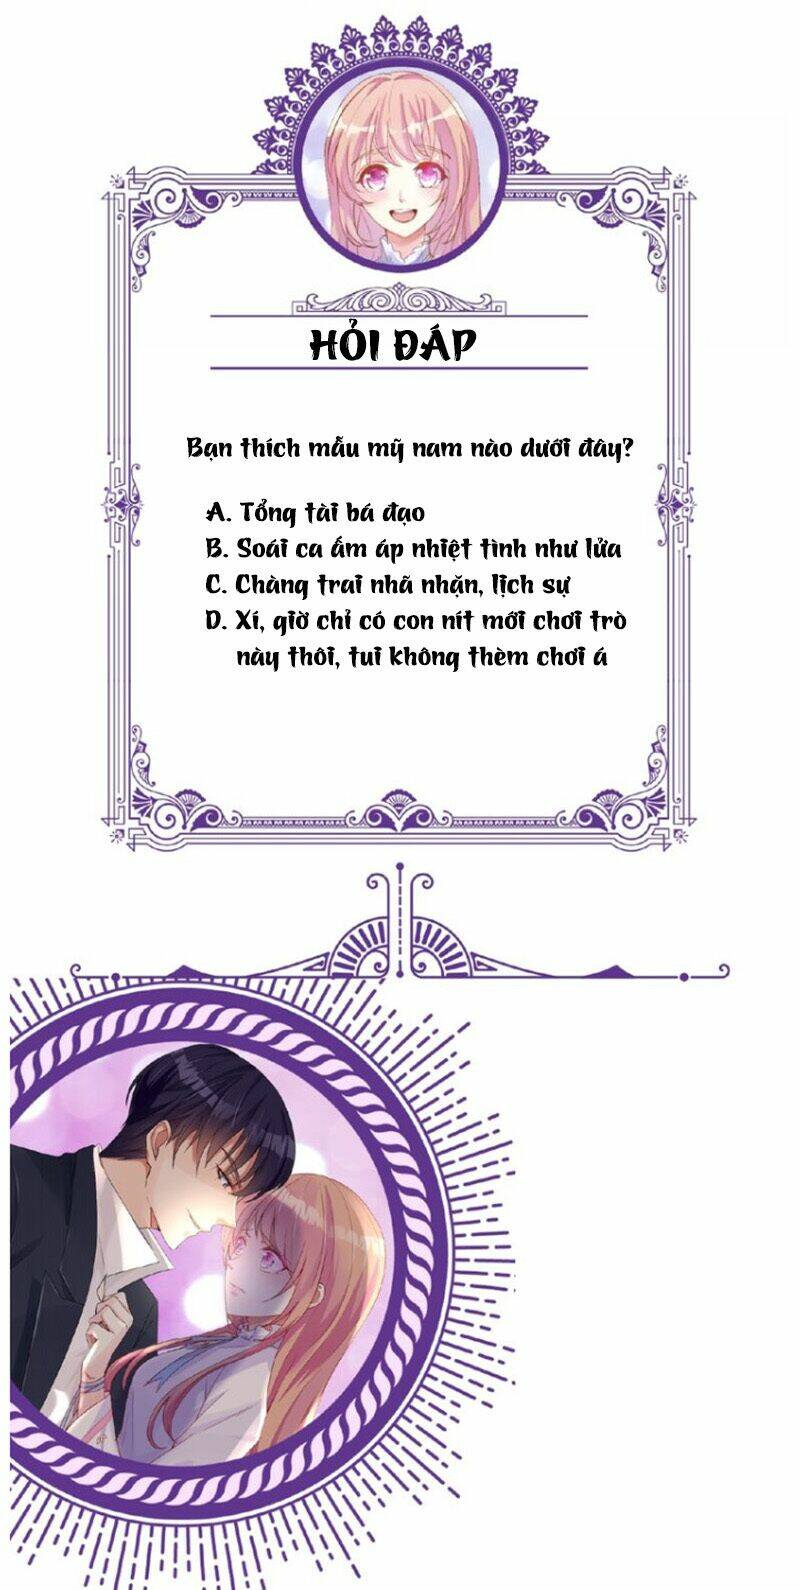 HỎI ĐÁP
Bạn thích mẫu mỹ nam nào dưới đây?
A. Tổng tài bá đạo
B. Soái ca ấm áp nhiệt tình như lửa
C. Chàng trai nhã nhặn, lịch sự
D. Xí, giờ chỉ có con nít mới chơi trò
này thôi, tui không thèm chơi á